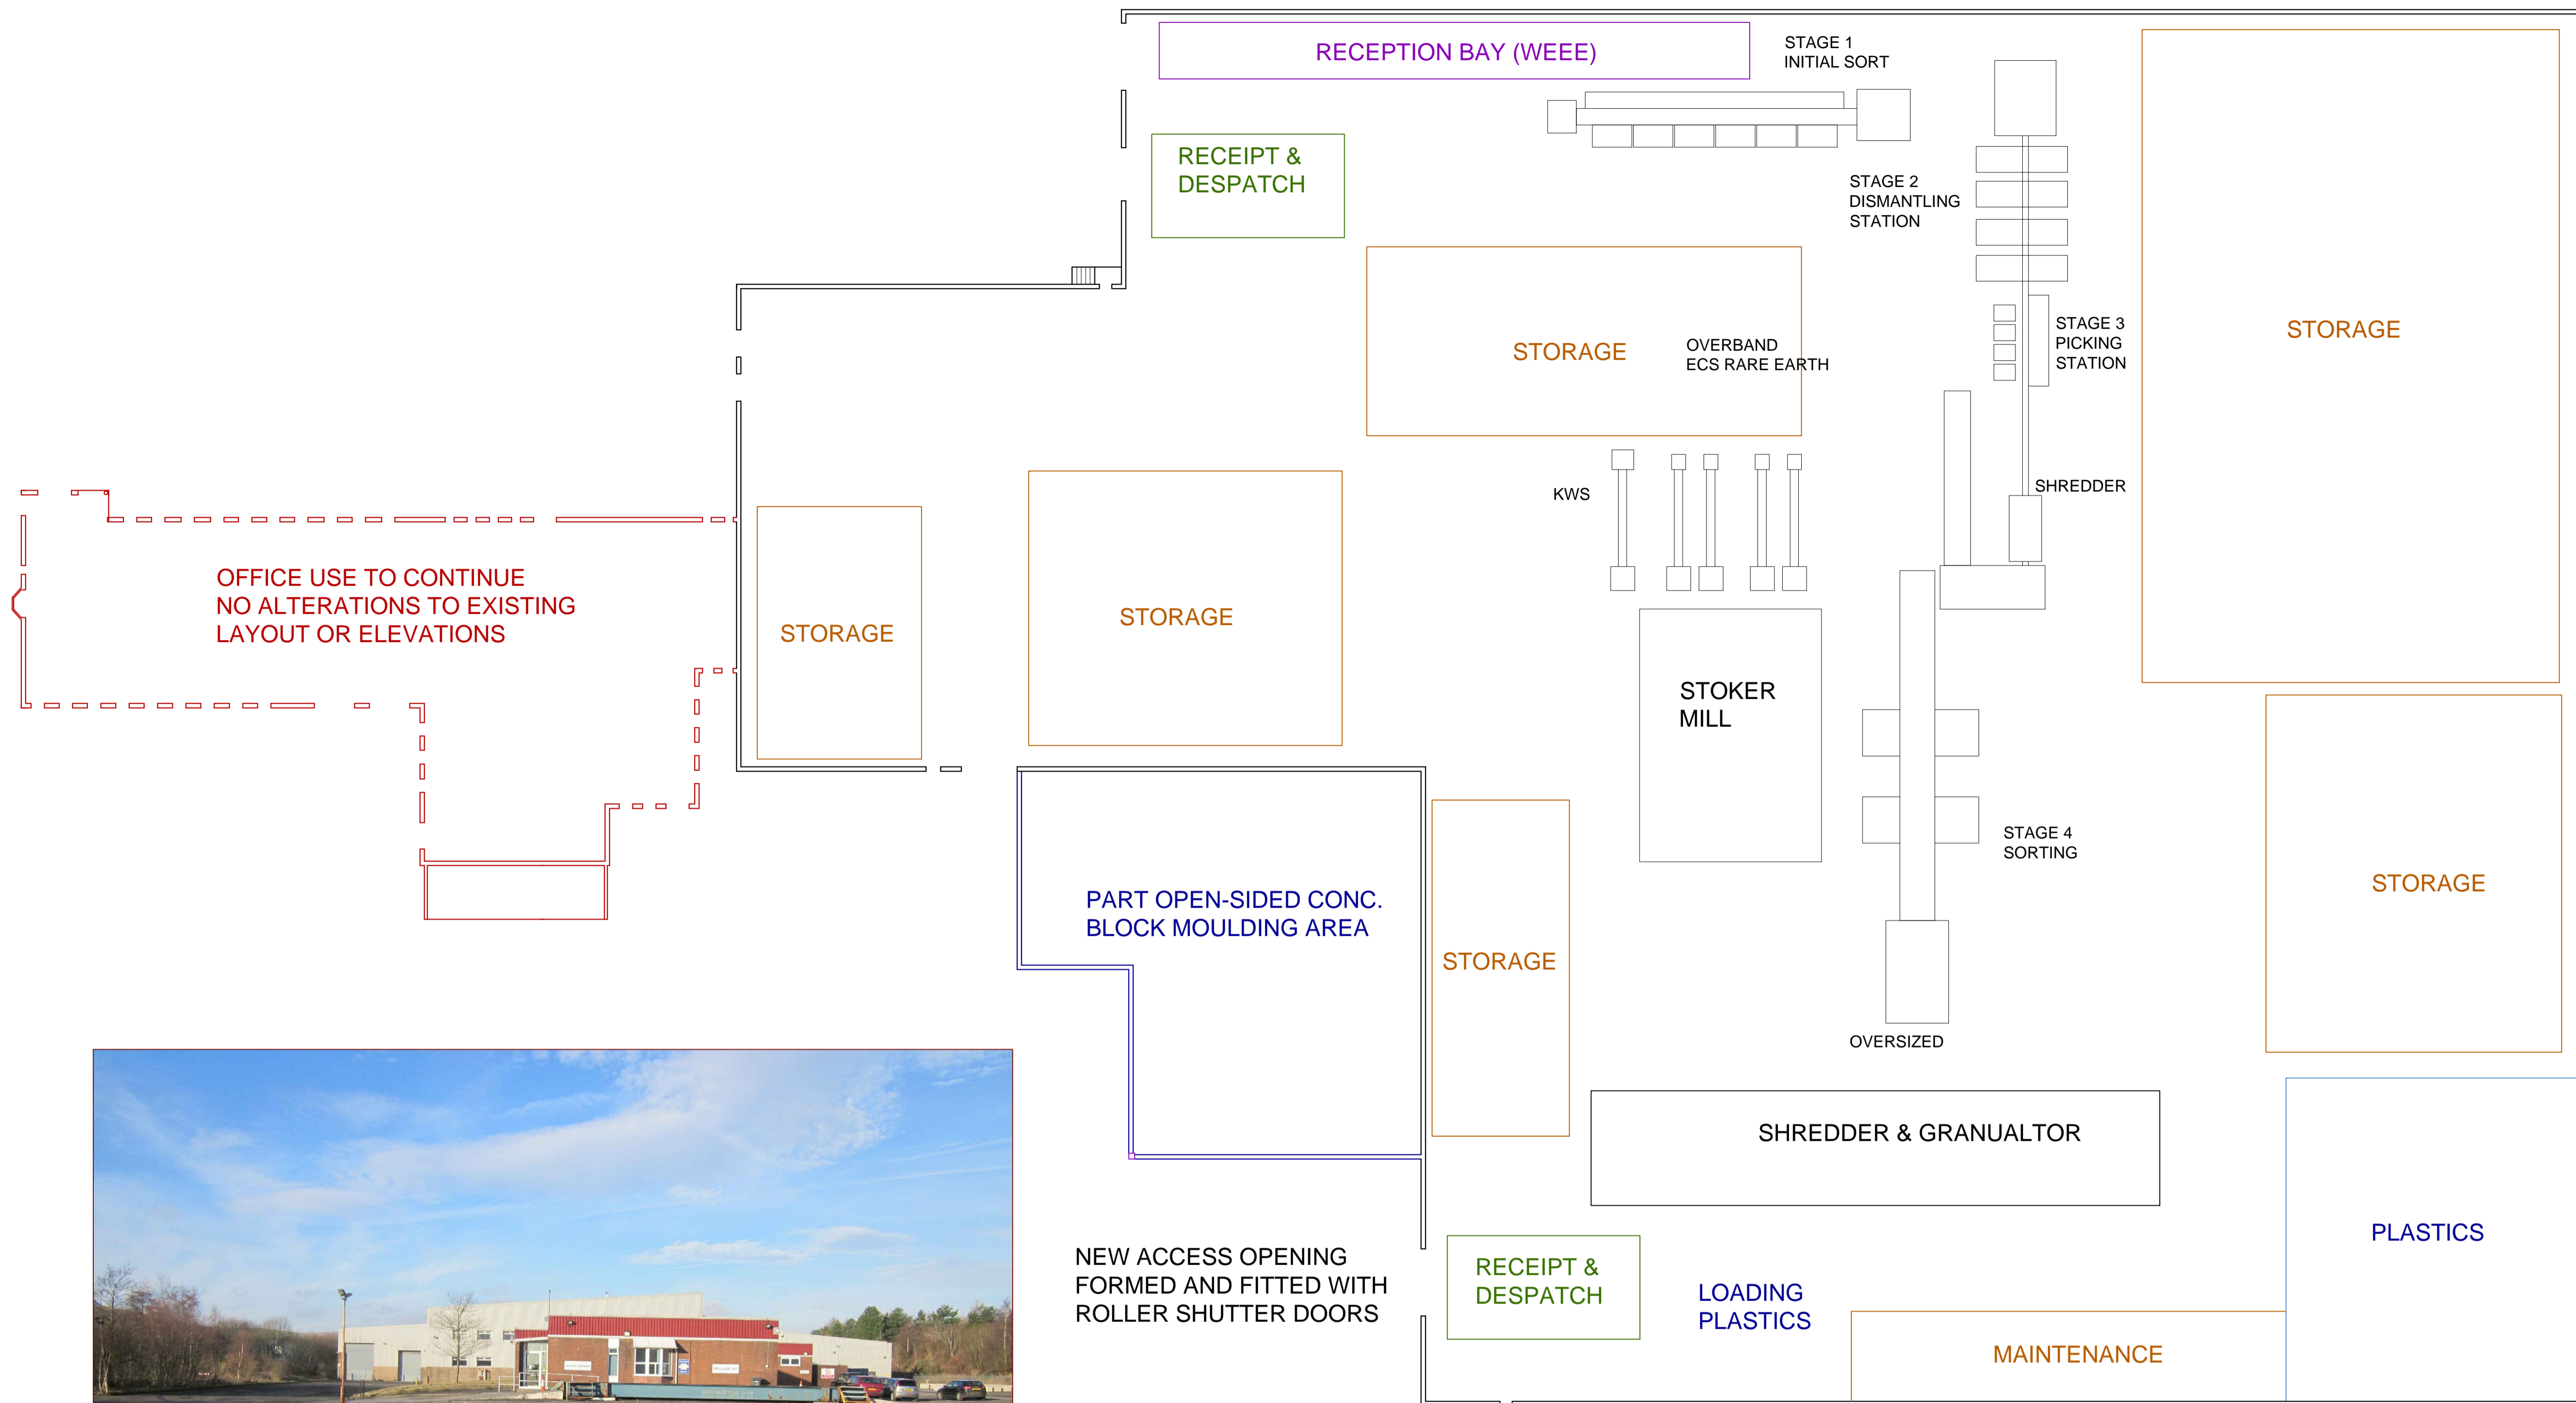 RECEPTION BAY (WEEE)
STAGE 1
INITIAL SORT
RECEIPT &
DESPATCH
STAGE 2
DISMANTLING
STATION
STORAGE
OVERBAND
ECS RARE EARTH
STAGE 3
PICKING
STATION
STORAGE
KWS
SHREDDER
OFFICE USE TO CONTINUE
NO ALTERATIONS TO EXISTING
LAYOUT OR ELEVATIONS
STORAGE
STORAGE
STOKER
MILL
STAGE 4
SORTING
STORAGE
PART OPEN-SIDED CONC.
BLOCK MOULDING AREA
STORAGE
OVERSIZED
SHREDDER & GRANUALTOR
PLASTICS
NEW ACCESS OPENING
FORMED AND FITTED WITH
ROLLER SHUTTER DOORS
RECEIPT &
DESPATCH
LOADING
PLASTICS
MAINTENANCE